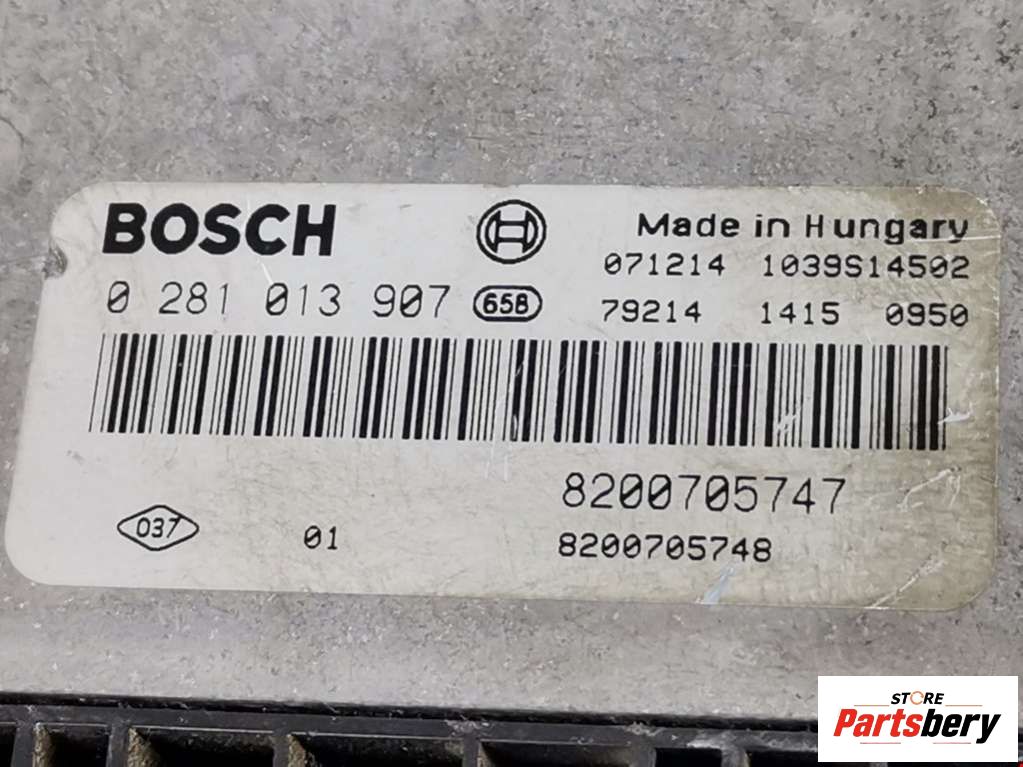 BOSCH Made in Hungary
071214 1039S14502
0 281 013 907 658 79214 1415 0950
8200705747
037 01 8200705748
STORE
Partsbery